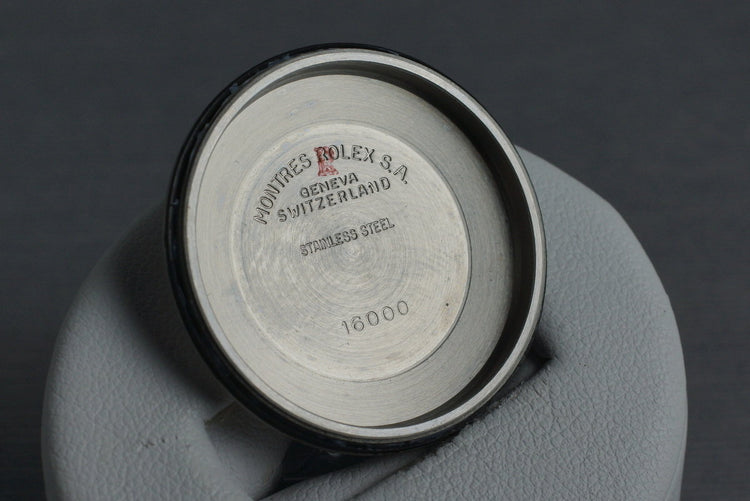 MONTRES ROLEX S.A.
GENEVA
SWITZERLAND
STAINLESS STEEL
16000